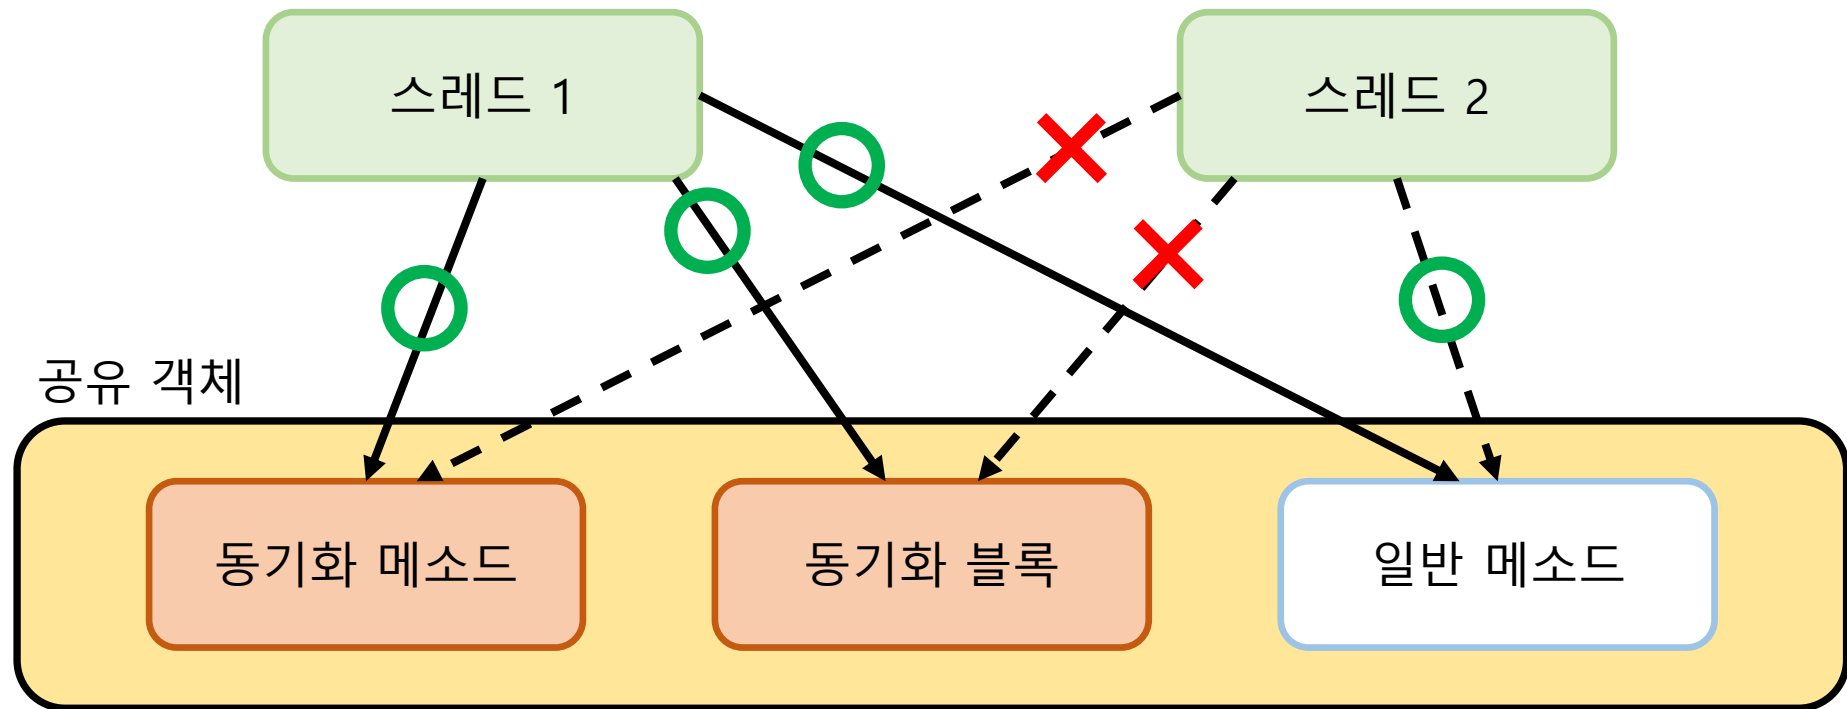 스레드 1
스레드 2
공유 객체
동기화 메소드
동기화 블록
일반 메소드